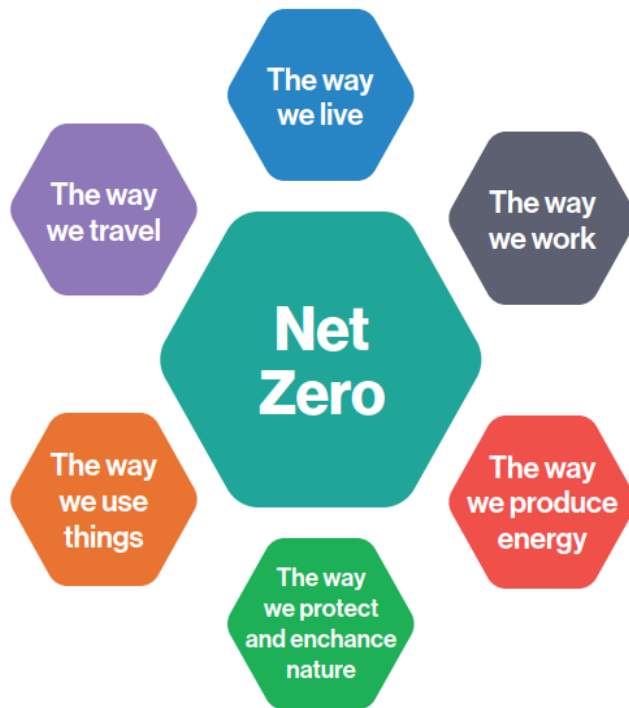 The way
we live
The way
we travel
The way
we work
Net
Zero
The way
we use
things
The way
we produce
energy
The way
we protect
and enchance
nature